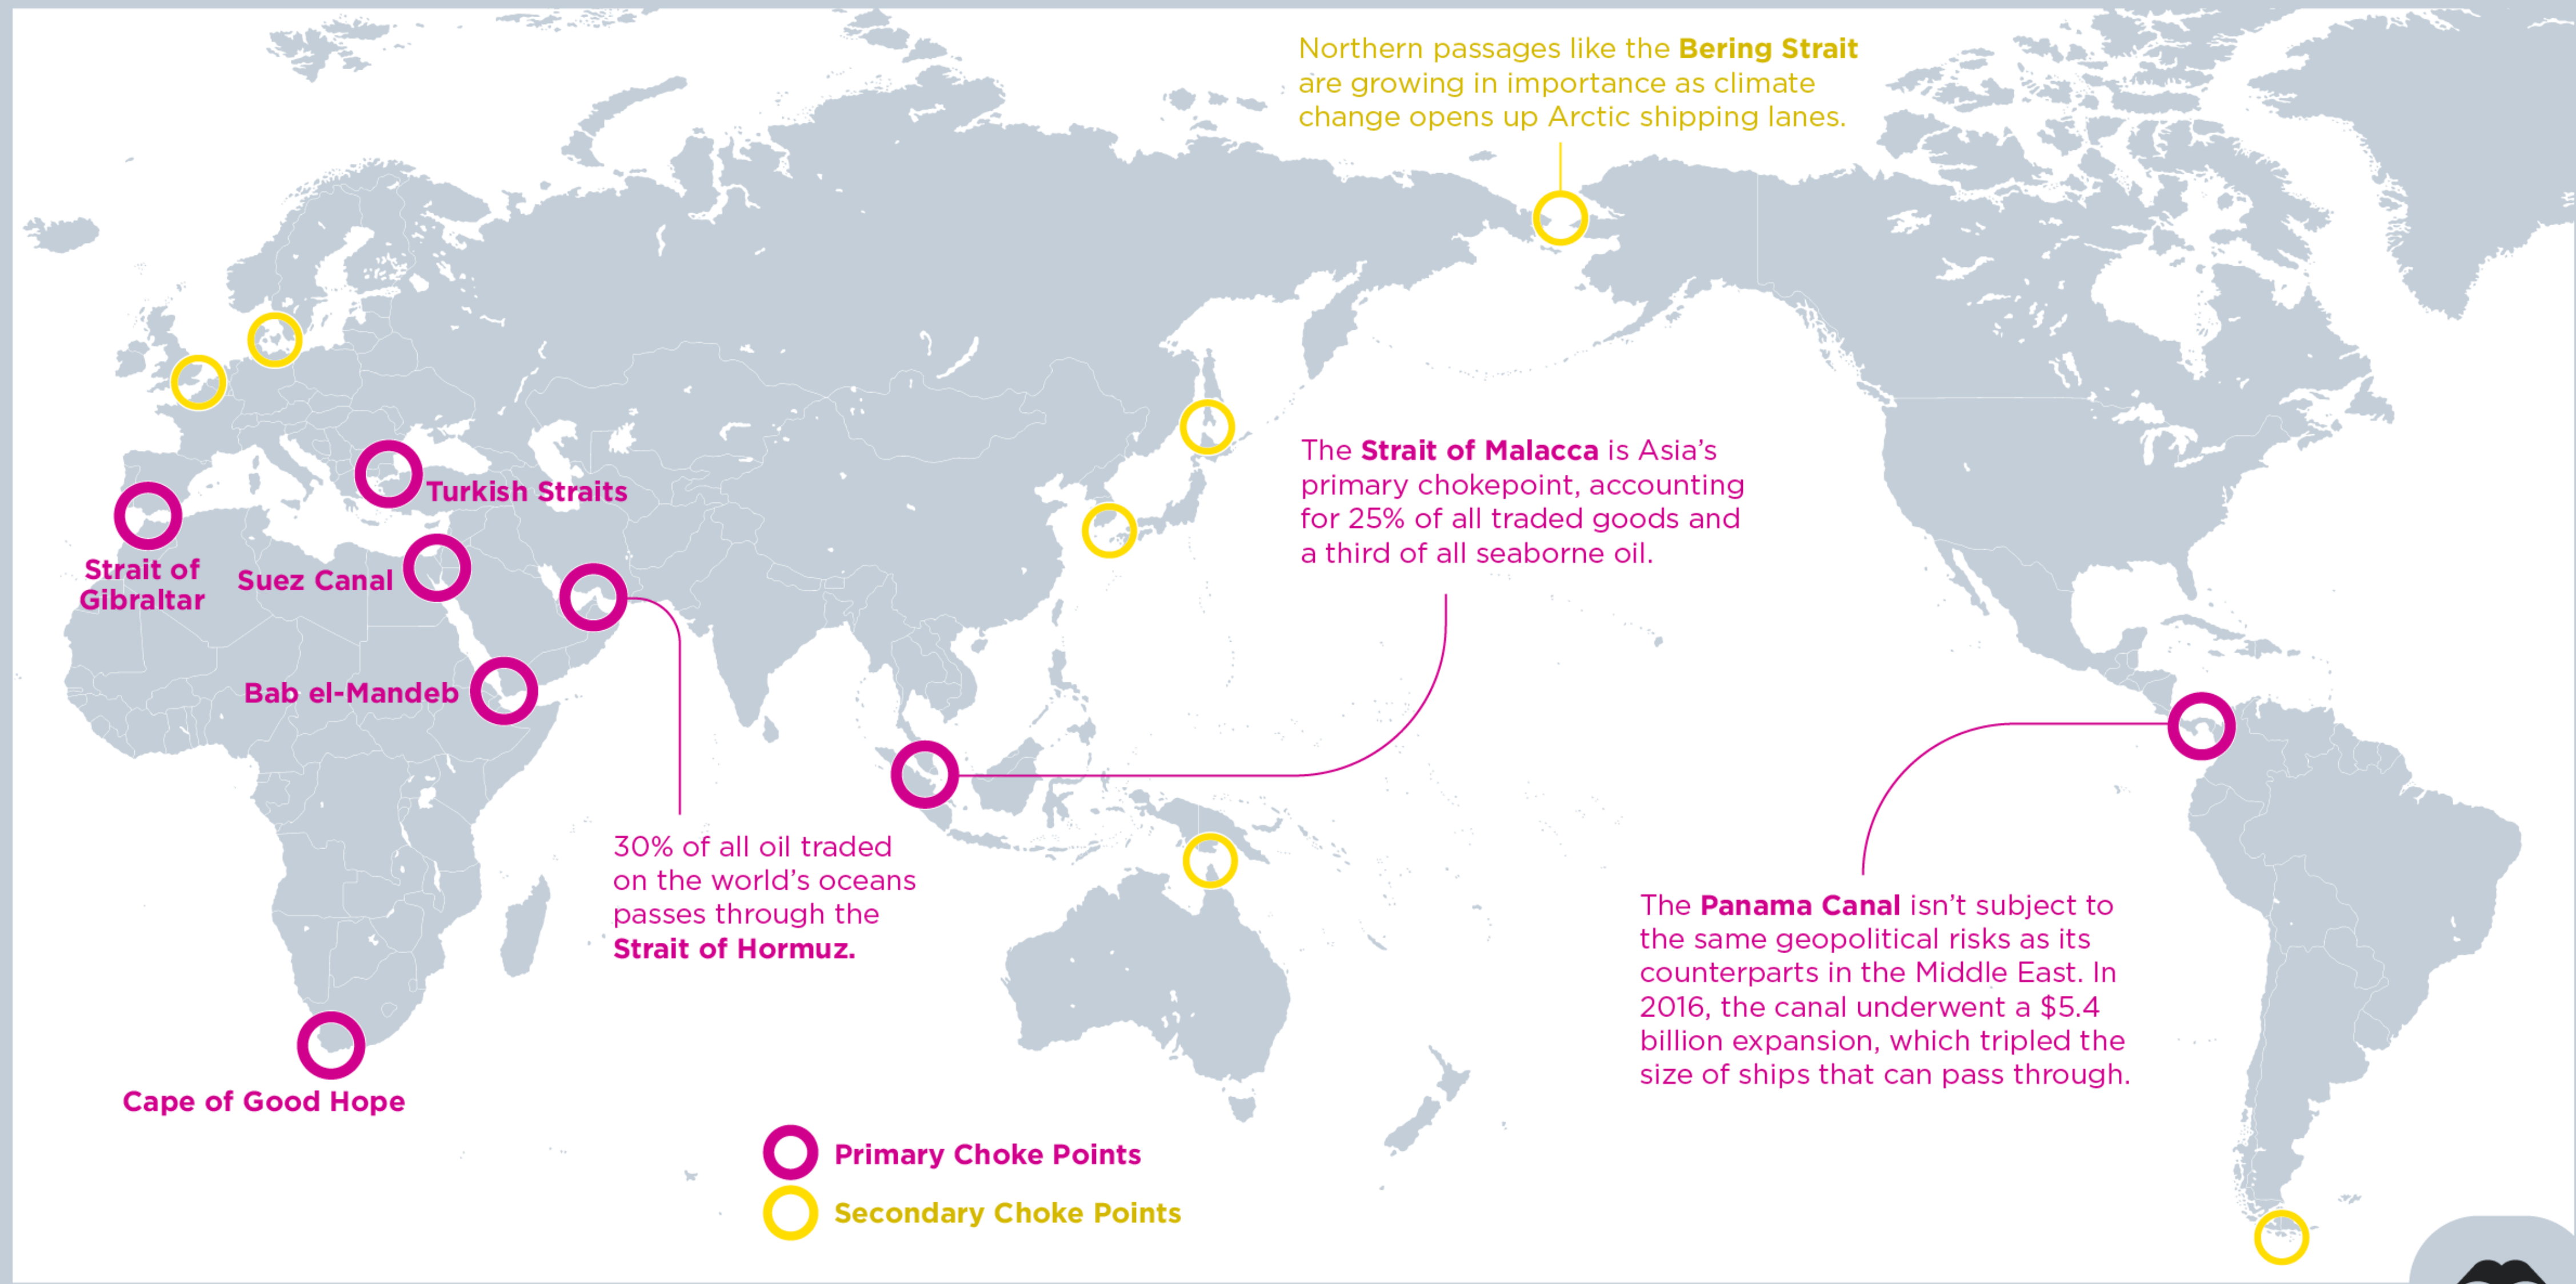 Northern passages like the Bering Strait
are growing in importance as climate
change opens up Arctic shipping lanes.
The Strait of Malacca is Asia’s
primary chokepoint, accounting
for 25% of all traded goods and
a third of all seaborne oil.
Turkish Straits
Strait of
Gibraltar
Suez Canal
Bab el-Mandeb
30% of all oil traded
on the world’s oceans
passes through the
Strait of Hormuz.
The Panama Canal isn’t subject to
the same geopolitical risks as its
counterparts in the Middle East. In
2016, the canal underwent a $5.4
billion expansion, which tripled the
size of ships that can pass through.
Cape of Good Hope
Primary Choke Points
Secondary Choke Points